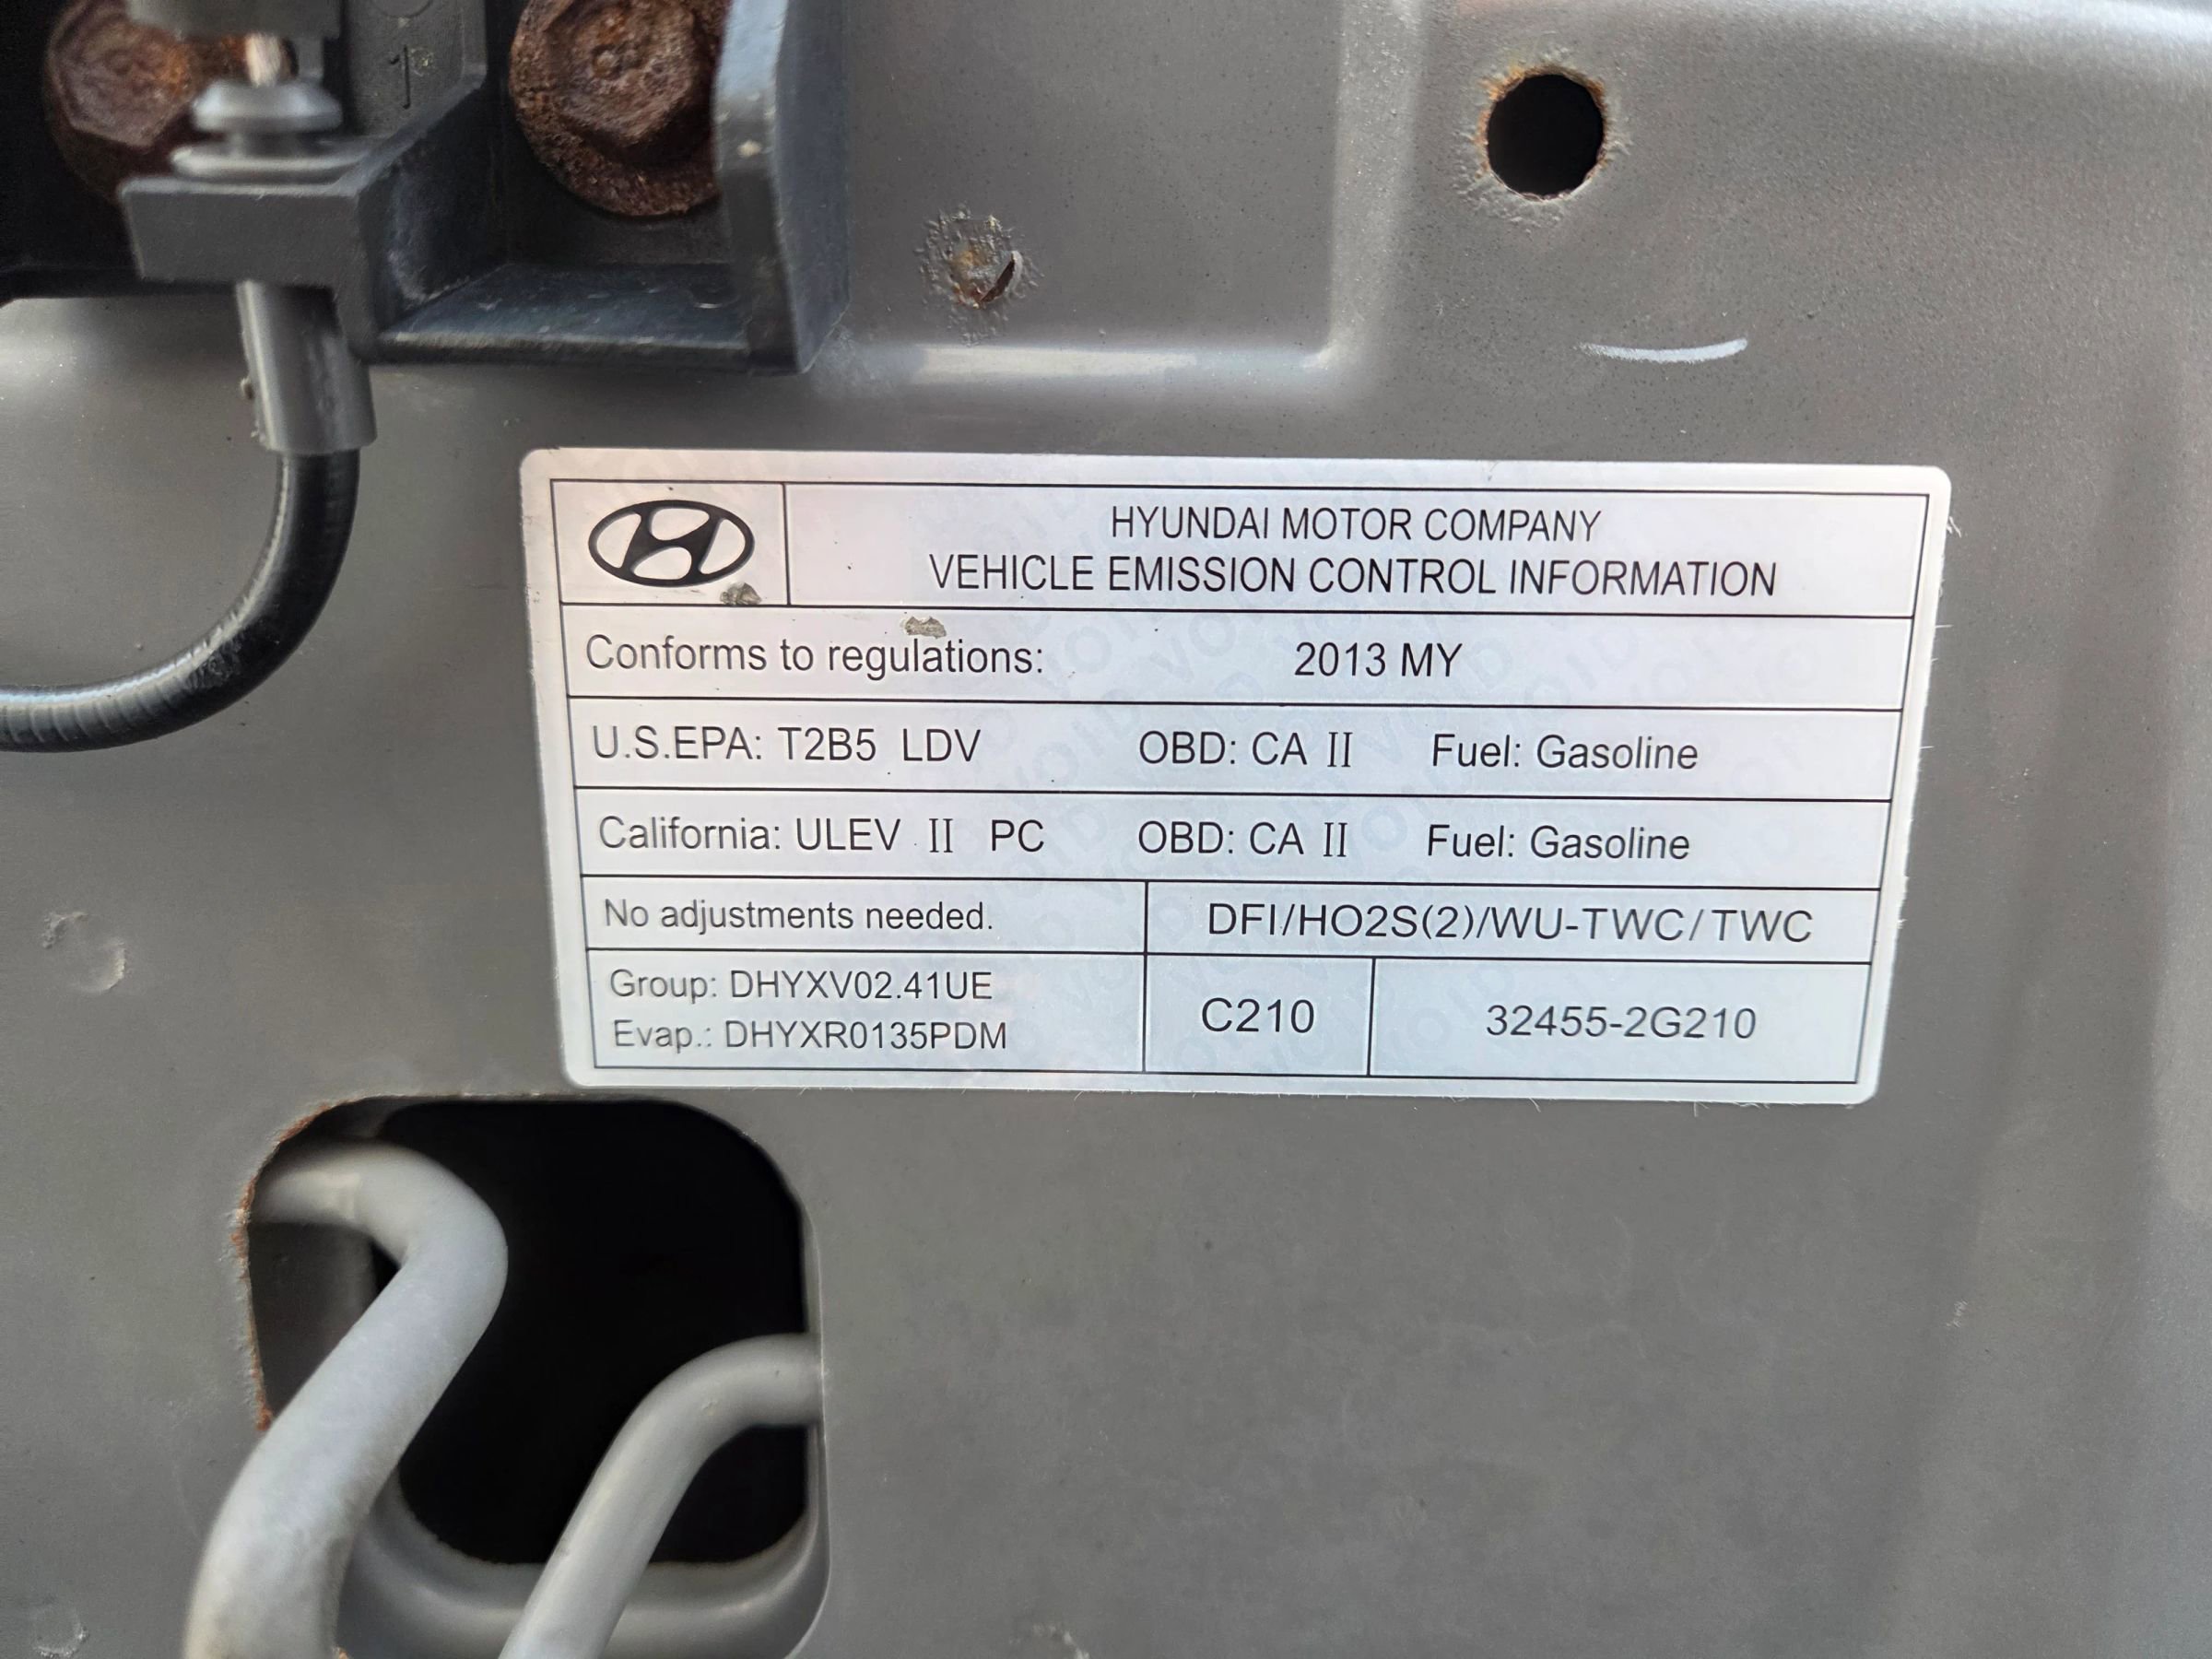 1
HYUNDAI MOTOR COMPANY
VEHICLE EMISSION CONTROL INFORMATION
Conforms to regulations: 2013 MY
U.S.EPA: T2B5 LDV OBD: CA II Fuel: Gasoline
California: ULEV II PC OBD: CA II Fuel: Gasoline
No adjustments needed. DFI/HO2S(2)/WU-TWC/TWC
Group: DHYXV02.41UE
Evap.: DHYXR0135PDM
C210 32455-2G210